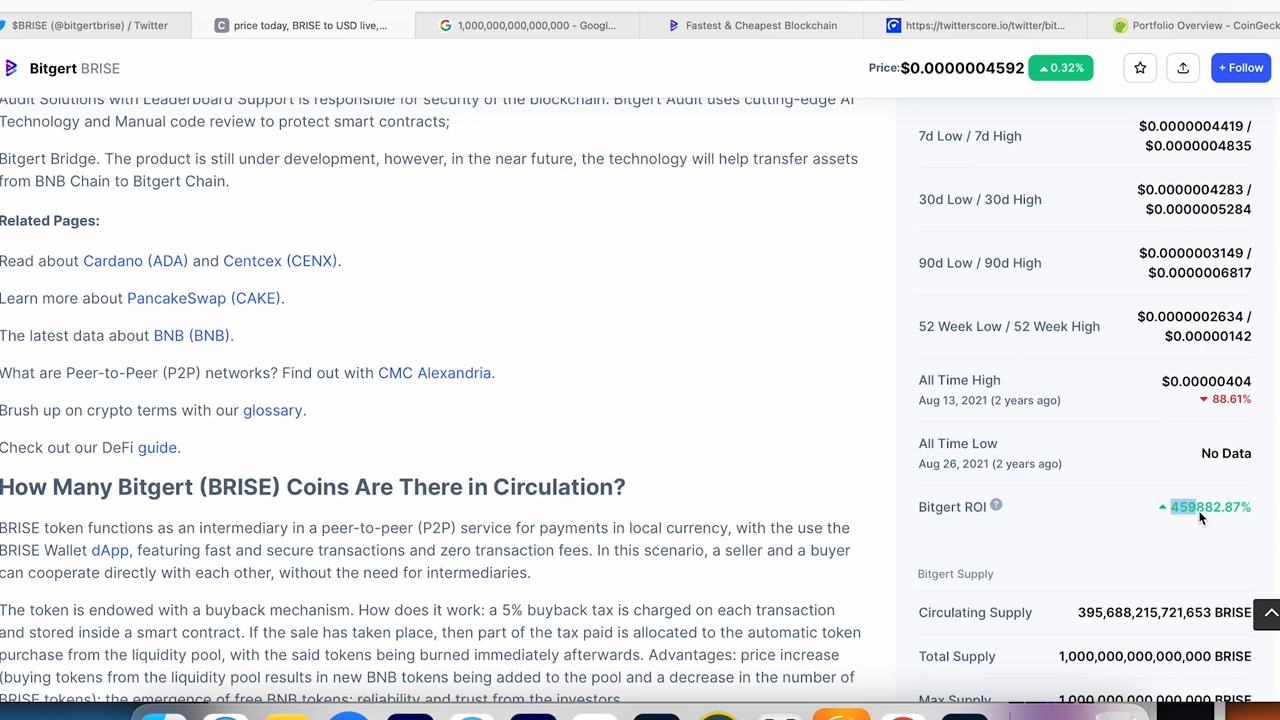 $BRISE (@bitgertbrise) / Twitter
price today, BRISE to USD live,...
1,000,000,000,000,000 - Googl...
Fastest & Cheapest Blockchain
https://twitterscore.io/twitter/bit...
Portfolio Overview - CoinGeck
Bitgert BRISE
Price:$0.0000004592
0.32%
+ Follow
Audit Solutions with Leaderboard Support is responsible for security of the blockchain. Bitgert Audit uses cutting-edge AI
Technology and Manual code review to protect smart contracts;
Bitgert Bridge. The product is still under development, however, in the near future, the technology will help transfer assets
from BNB Chain to Bitgert Chain.
Related Pages:
Read about Cardano (ADA) and Centcex (CENX).
Learn more about PancakeSwap (CAKE).
The latest data about BNB (BNB).
What are Peer-to-Peer (P2P) networks? Find out with CMC Alexandria.
Brush up on crypto terms with our glossary.
Check out our DeFi guide.
How Many Bitgert (BRISE) Coins Are There in Circulation?
BRISE token functions as an intermediary in a peer-to-peer (P2P) service for payments in local currency, with the use the
BRISE Wallet dApp, featuring fast and secure transactions and zero transaction fees. In this scenario, a seller and a buyer
can cooperate directly with each other, without the need for intermediaries.
The token is endowed with a buyback mechanism. How does it work: a 5% buyback tax is charged on each transaction
and stored inside a smart contract. If the sale has taken place, then part of the tax paid is allocated to the automatic token
purchase from the liquidity pool, with the said tokens being burned immediately afterwards. Advantages: price increase
(buying tokens from the liquidity pool results in new BNB tokens being added to the pool and a decrease in the number of
BRISE tokens); the emergence of free BNB tokens; reliability and trust from the investors.
7d Low / 7d High
$0.0000004419 /
$0.0000004835
30d Low / 30d High
$0.0000004283 /
$0.0000005284
90d Low / 90d High
$0.0000003149 /
$0.0000006817
52 Week Low / 52 Week High
$0.0000002634 /
$0.00000142
All Time High
$0.00000404
Aug 13, 2021 (2 years ago)
88.61%
All Time Low
Aug 26, 2021 (2 years ago)
No Data
Bitgert ROI
459882.87%
Bitgert Supply
Circulating Supply
395,688,215,721,653 BRISE
Total Supply
1,000,000,000,000,000 BRISE
Max Supply
1,000,000,000,000,000 BRISE